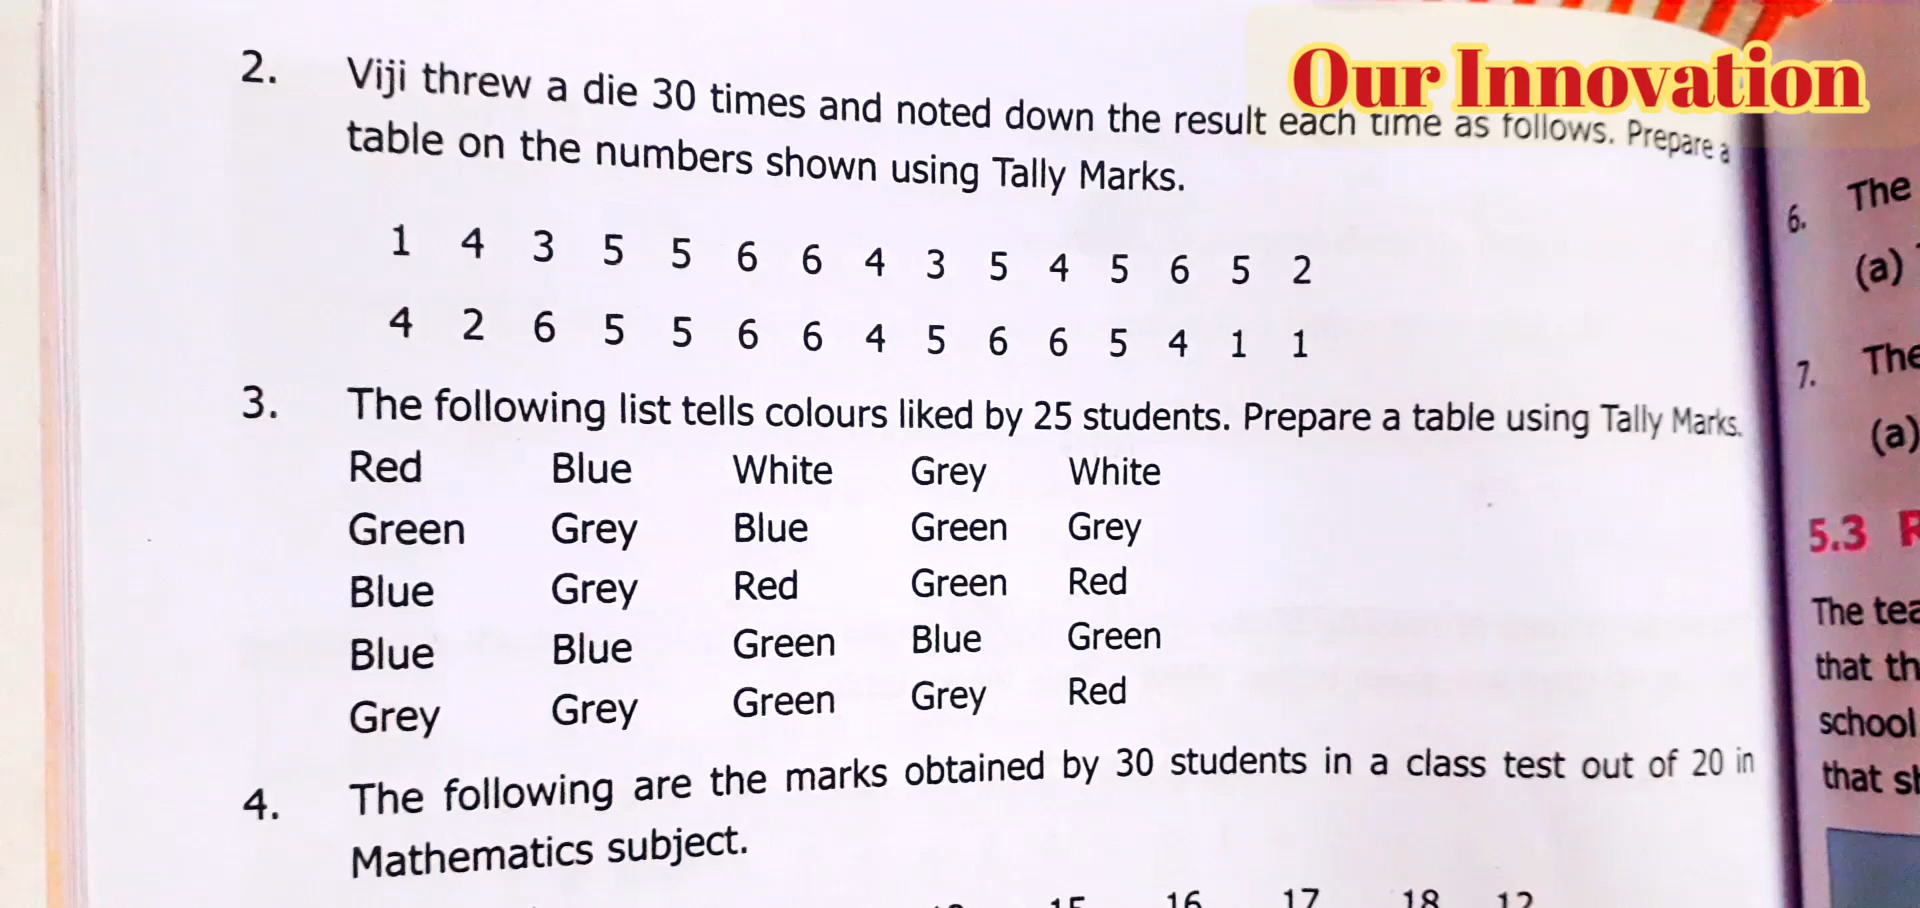 Our Innovation
2. Viji threw a die 30 times and noted down the result each time as follows. Prepare a
table on the numbers shown using Tally Marks.
1 4 3 5 5 6 6 4 3 5 4 5 6 5 2
4 2 6 5 5 6 6 4 5 6 6 5 4 1 1
3. The following list tells colours liked by 25 students. Prepare a table using Tally Marks.
Red Blue White Grey White
Green Grey Blue Green Grey
Blue Grey Red Green Red
Blue Blue Green Blue Green
Grey Grey Green Grey Red
4. The following are the marks obtained by 30 students in a class test out of 20 in
Mathematics subject.
15 16 17 18 12
6. The
(a)
7. The
(a)
5.3
The
that
school
that